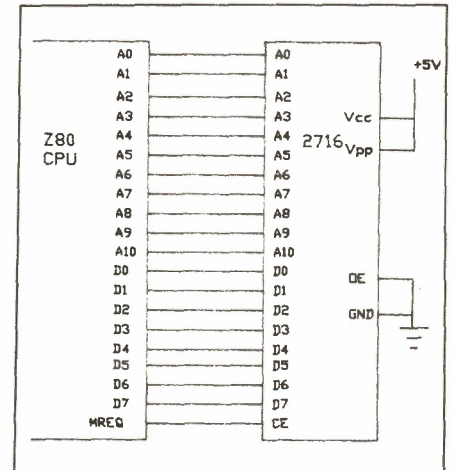 Z80
CPU
A0
A1
A2
A3
A4
A5
A6
A7
A8
A9
A10
D0
D1
D2
D3
D4
D5
D6
D7
MREQ
A0
A1
A2
A3
A4
A5
A6
A7
A8
A9
A10
D0
D1
D2
D3
D4
D5
D6
D7
CE
2716
Vcc
Vpp
OE
GND
+5V